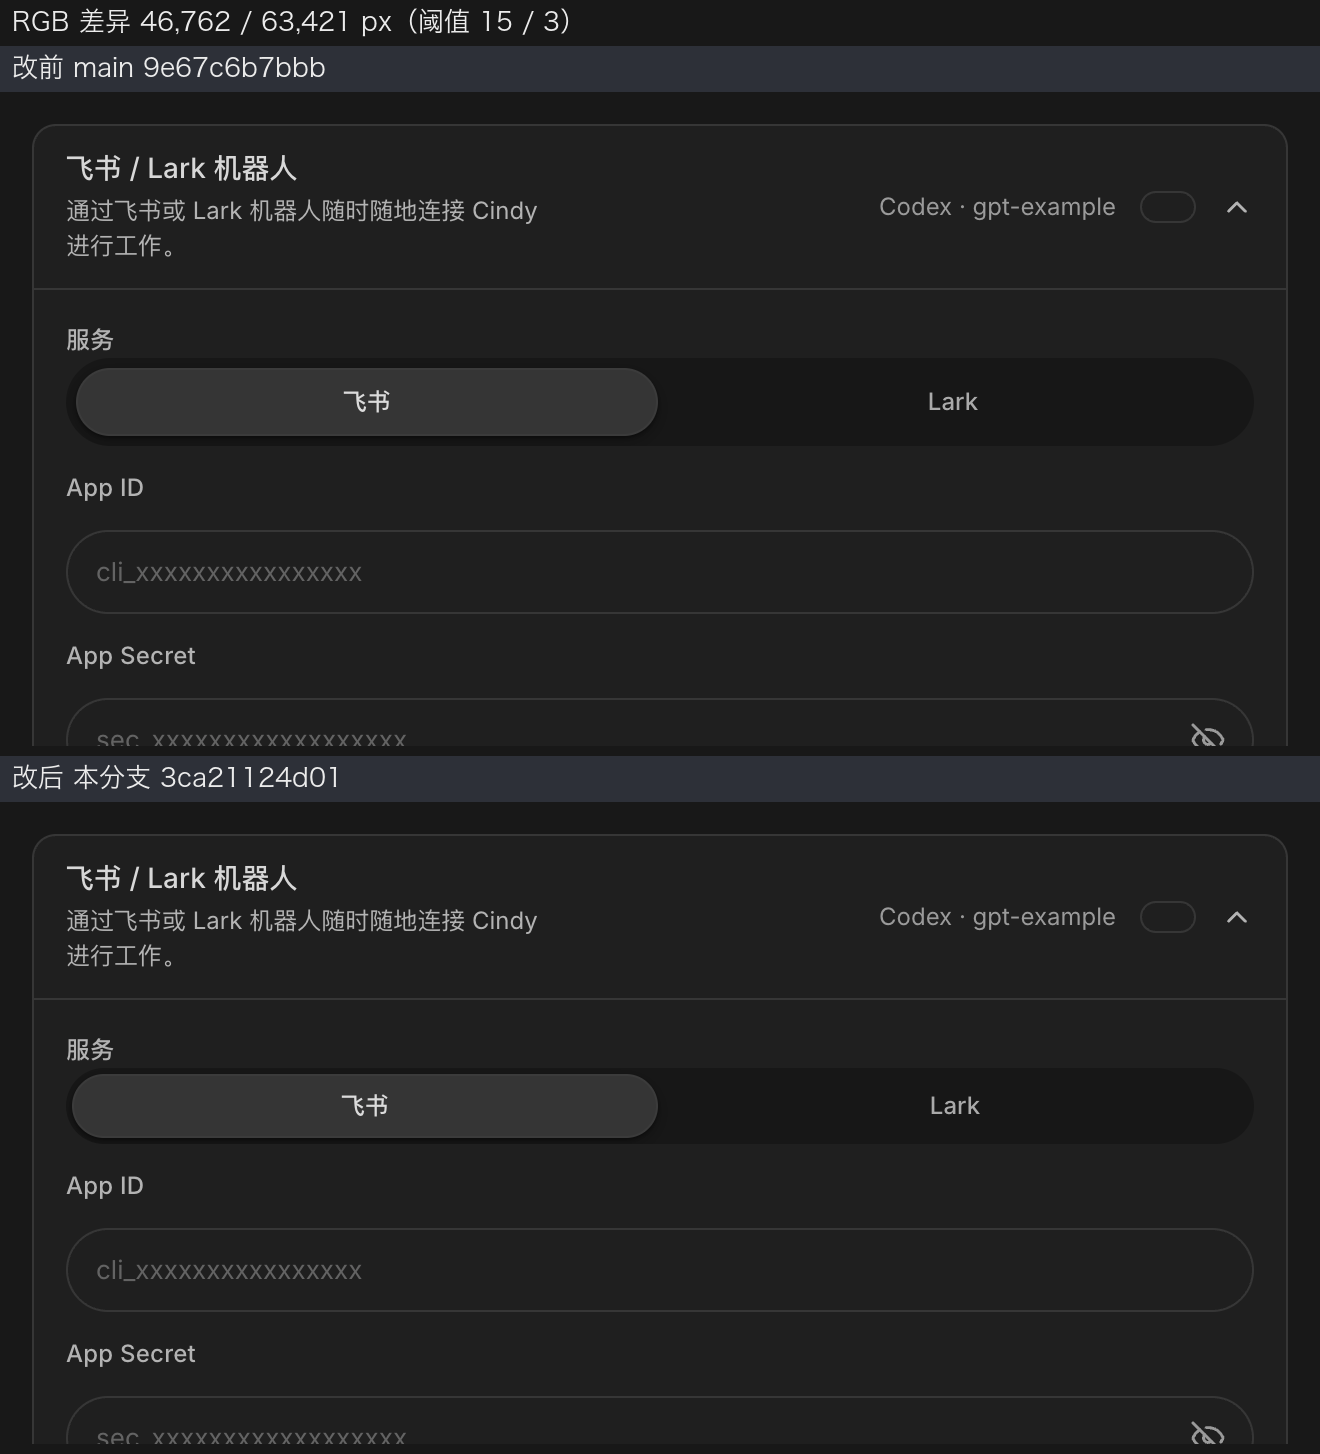 RGB 差异 46,762 / 63,421 px（阈值 15 / 3）
改前 main 9e67c6b7bbb
飞书 / Lark 机器人
通过飞书或 Lark 机器人随时随地连接 Cindy
进行工作。
Codex · gpt-example
服务
飞书
Lark
App ID
cli_xxxxxxxxxxxxxxxx
App Secret
sec_xxxxxxxxxxxxxxxxxx
改后 本分支 3ca21124d01
飞书 / Lark 机器人
通过飞书或 Lark 机器人随时随地连接 Cindy
进行工作。
Codex · gpt-example
服务
飞书
Lark
App ID
cli_xxxxxxxxxxxxxxxx
App Secret
sec_xxxxxxxxxxxxxxxxxx